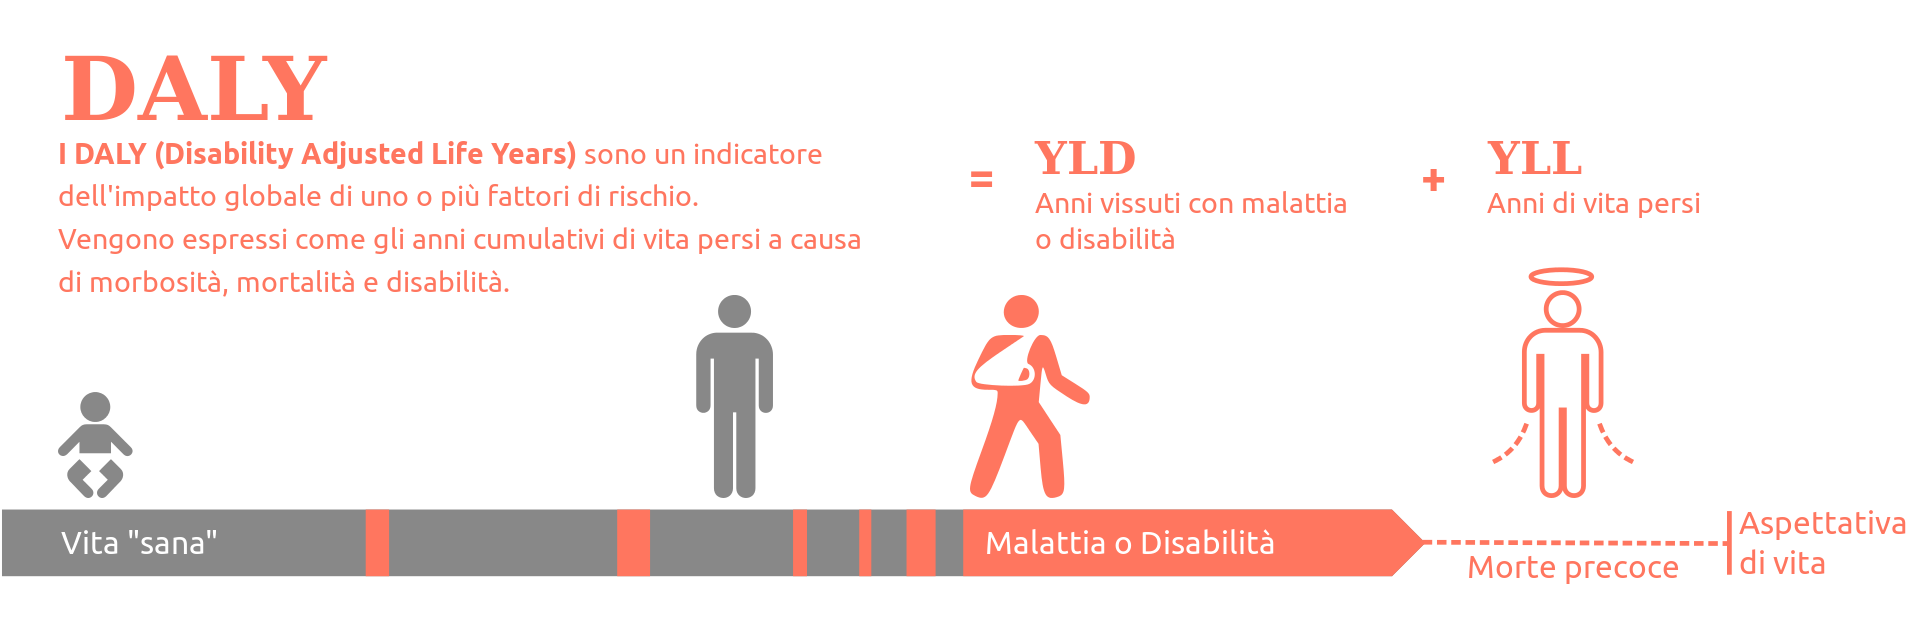 DALY
I DALY (Disability Adjusted Life Years) sono un indicatore
dell'impatto globale di uno o più fattori di rischio.
Vengono espressi come gli anni cumulativi di vita persi a causa
di morbosità, mortalità e disabilità.
=
YLD
Anni vissuti con malattia
o disabilità
+
YLL
Anni di vita persi
Vita "sana"
Malattia o Disabilità
Morte precoce
Aspettativa
di vita